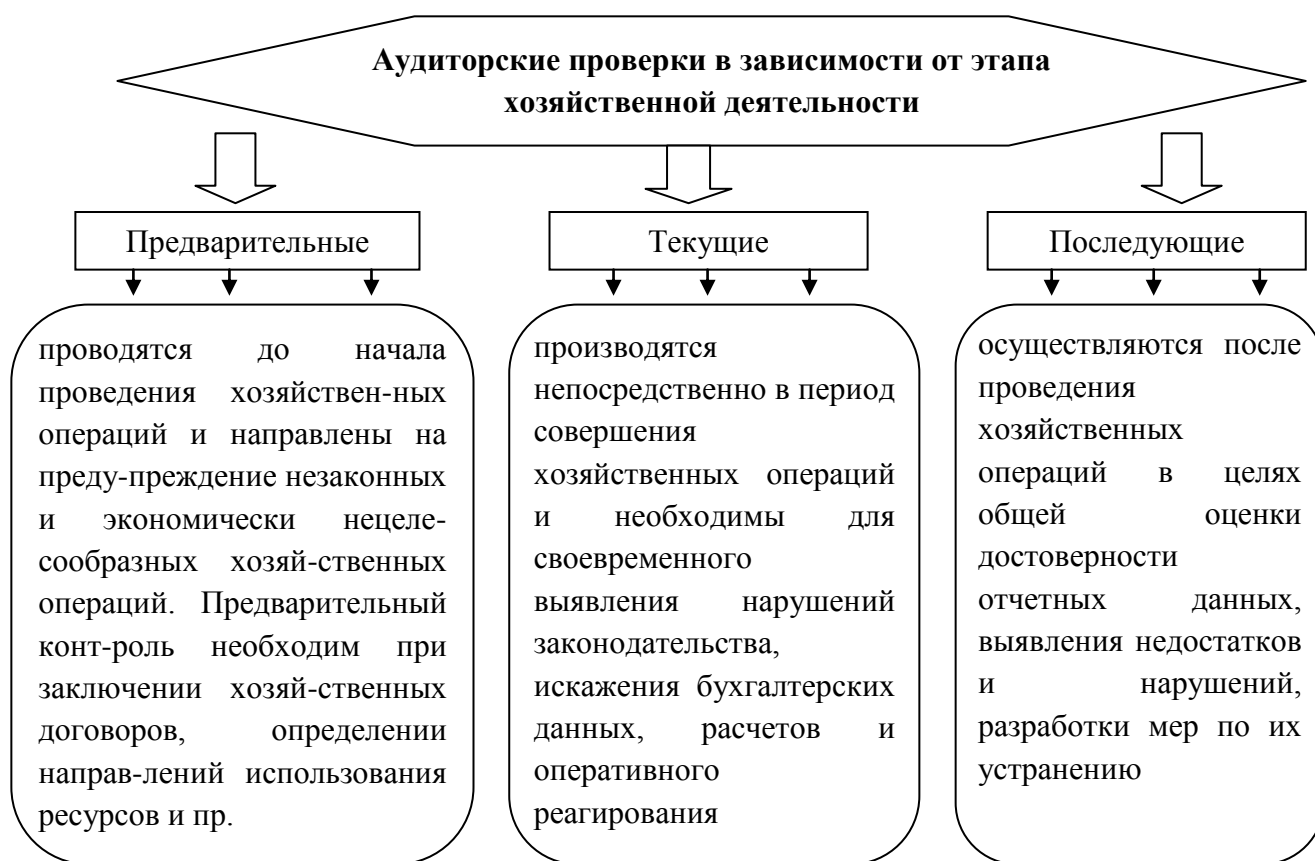 Аудиторские проверки в зависимости от этапа
хозяйственной деятельности
Предварительные
Текущие
Последующие
проводятся до начала
проведения хозяйствен-ных
операций и направлены на
преду-преждение незаконных
и экономически нецеле-
сообразных хозяй-ственных
операций. Предварительный
конт-роль необходим при
заключении хозяй-ственных
договоров, определении
направ-лений использования
ресурсов и пр.
производятся
непосредственно в период
совершения
хозяйственных операций
и необходимы для
своевременного
выявления нарушений
законодательства,
искажения бухгалтерских
данных, расчетов и
оперативного
реагирования
осуществляются после
проведения
хозяйственных
операций в целях
общей оценки
достоверности
отчетных данных,
выявления недостатков
и нарушений,
разработки мер по их
устранению